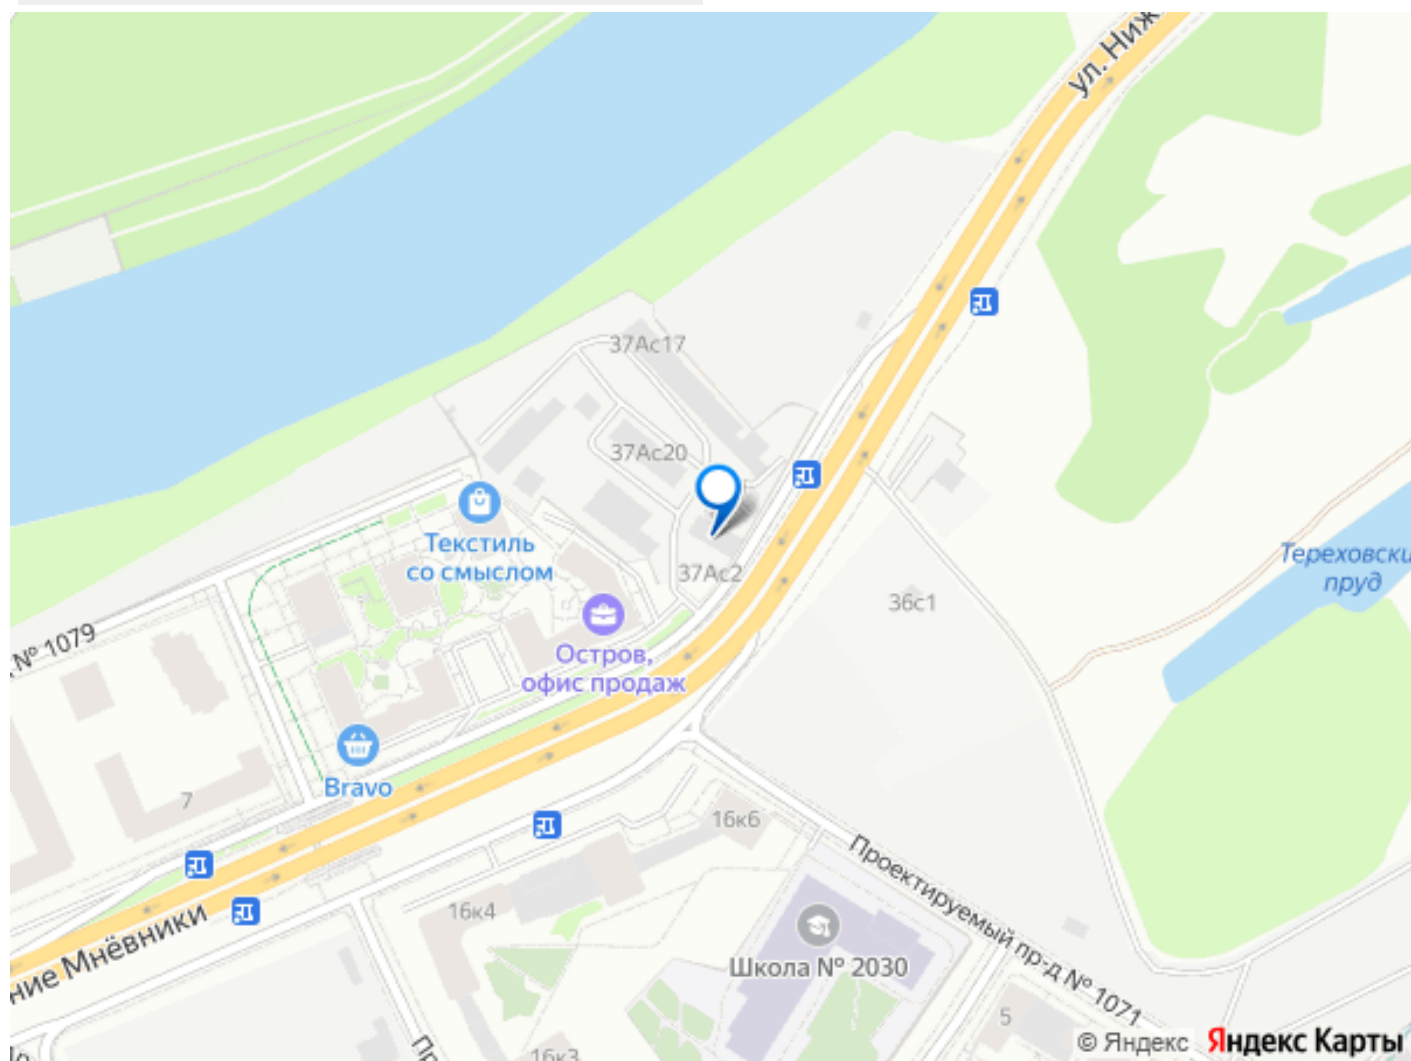 ул. Ниж
37Ас17
37Ас20
Текстиль
со смыслом
37Ас2
Тереховски
пруд
36с1
№ 1079
Остров,
офис продаж
Bravo
7
16к6
Проектируемый пр-д № 1071
16к4
ние Мнёвники
Школа № 2030
5
Пр
16к3
© Яндекс Яндекс Карты